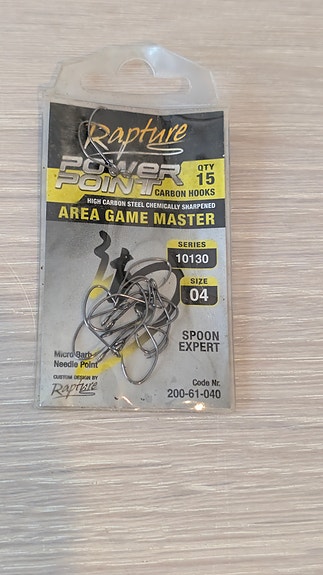 Rapture
POWER
POINT
QTY
15
CARBON HOOKS
HIGH CARBON STEEL CHEMICALLY SHARPENED
AREA GAME MASTER
SERIES
10130
SIZE
04
SPOON
EXPERT
Micro Barb
Needle Point
CUSTOM DESIGN BY
Rapture
Code Nr.
200-61-040